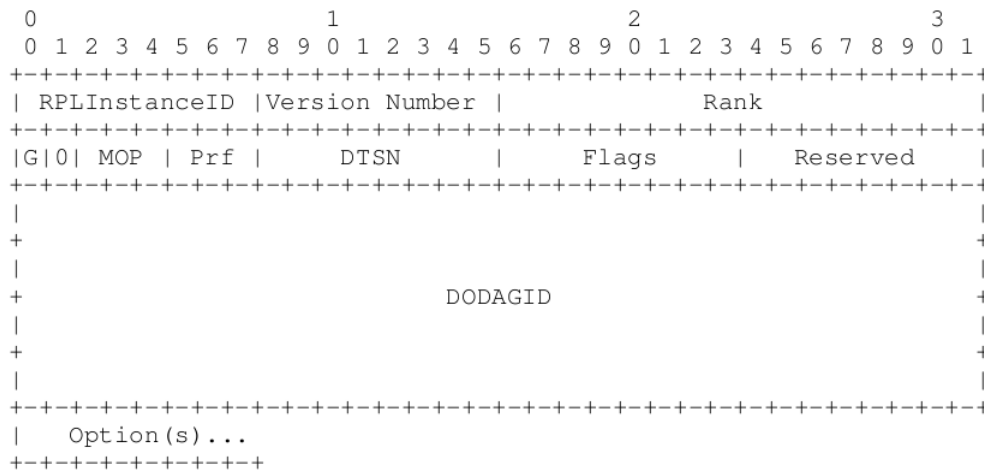 0                   1                   2                   3
 0 1 2 3 4 5 6 7 8 9 0 1 2 3 4 5 6 7 8 9 0 1 2 3 4 5 6 7 8 9 0 1
+-+-+-+-+-+-+-+-+-+-+-+-+-+-+-+-+-+-+-+-+-+-+-+-+-+-+-+-+-+-+-+-+
| RPLInstanceID |Version Number |             Rank              |
+-+-+-+-+-+-+-+-+-+-+-+-+-+-+-+-+-+-+-+-+-+-+-+-+-+-+-+-+-+-+-+-+
|G|0| MOP | Prf |     DTSN      |     Flags     |   Reserved    |
+-+-+-+-+-+-+-+-+-+-+-+-+-+-+-+-+-+-+-+-+-+-+-+-+-+-+-+-+-+-+-+-+
|                                                               |
+                                                               +
|                                                               |
+                            DODAGID                            +
|                                                               |
+                                                               +
|                                                               |
+-+-+-+-+-+-+-+-+-+-+-+-+-+-+-+-+-+-+-+-+-+-+-+-+-+-+-+-+-+-+-+-+
|   Option(s)...
+-+-+-+-+-+-+-+-+